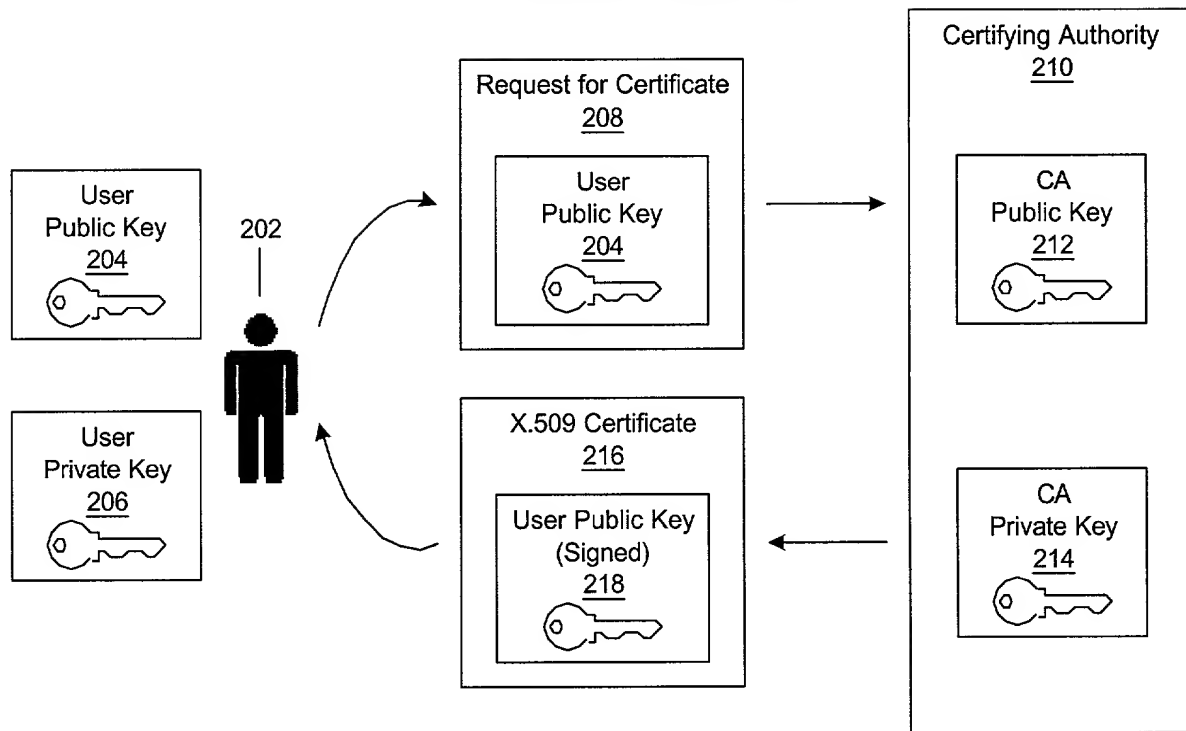 User
Public Key
204
User
Private Key
206
202
Request for Certificate
208
User
Public Key
204
X.509 Certificate
216
User Public Key
(Signed)
218
Certifying Authority
210
CA
Public Key
212
CA
Private Key
214